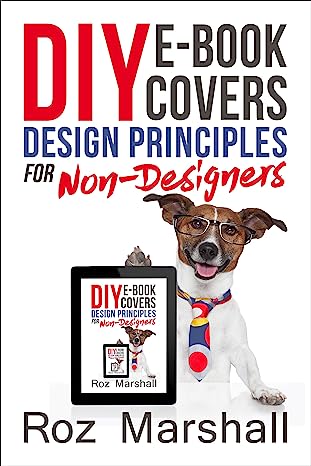 DIY E-BOOK
COVERS
DESIGN PRINCIPLES
FOR Non-Designers
DIY E-BOOK
COVERS
DESIGN PRINCIPLES
FOR Non-Designers
Roz Marshall
Roz Marshall